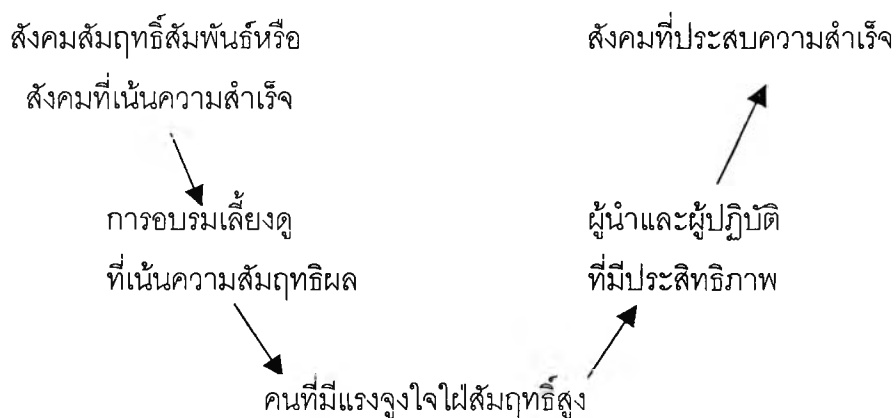 สังคมสัมฤทธิ์สัมพันธ์หรือ
สังคมที่เน้นความสำเร็จ
สังคมที่ประสบความสำเร็จ
การอบรมเลี้ยงดู
ที่เน้นความสัมฤทธิผล
ผู้นำและผู้ปฏิบัติ
ที่มีประสิทธิภาพ
คนที่มีแรงจูงใจใฝ่สัมฤทธิ์สูง